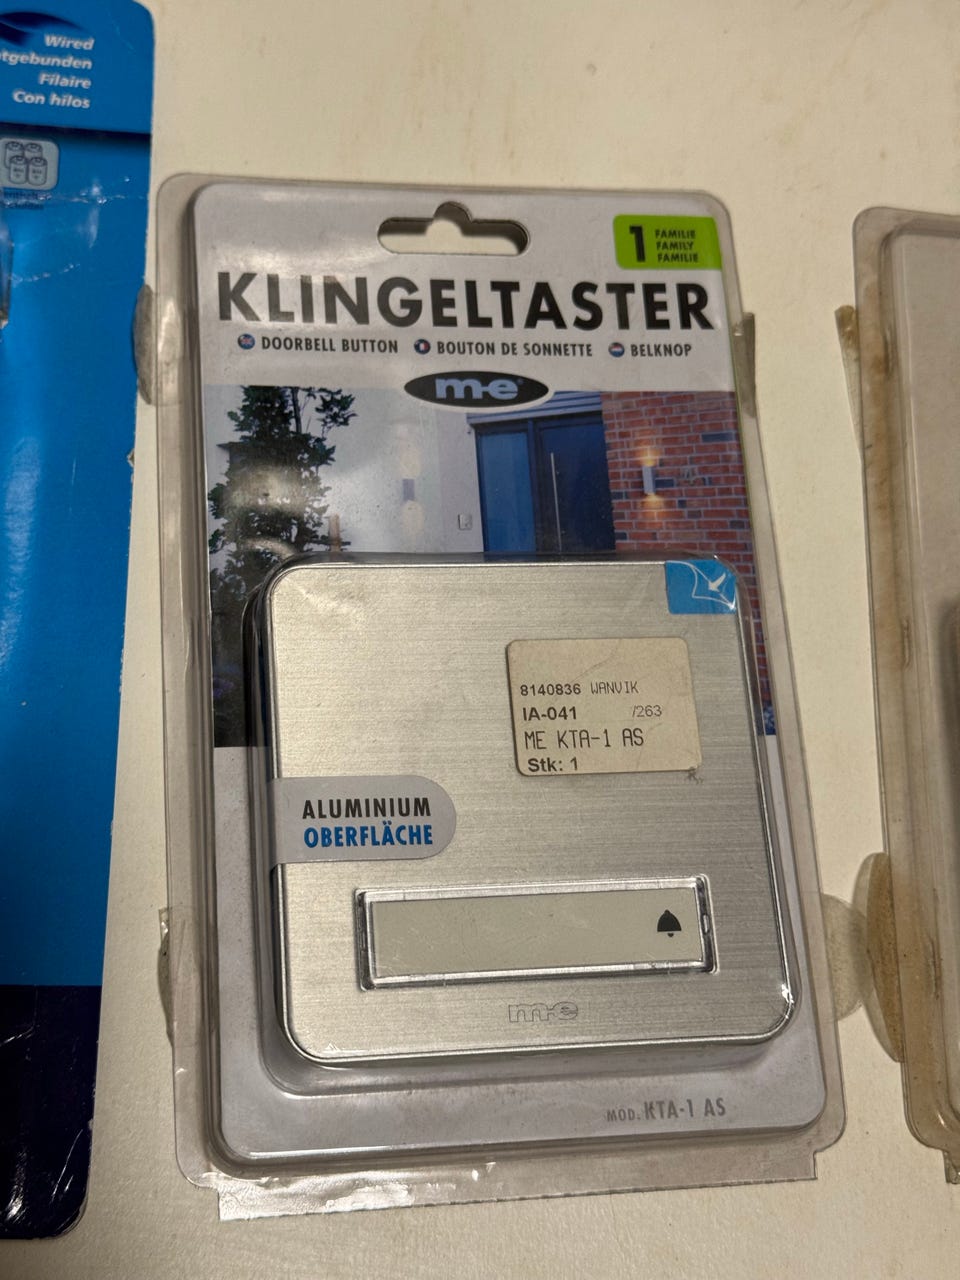 Wired
tgebunden
Filaire
Con hilos
1 FAMILIE
FAMILY
FAMILIE
KLINGELTASTER
DOORBELL BUTTON BOUTON DE SONNETTE BELKNOP
m-e
8140836 WANVIK
IA-041 /263
ME KTA-1 AS
Stk: 1
ALUMINIUM
OBERFLÄCHE
m-e
MOD. KTA-1 AS